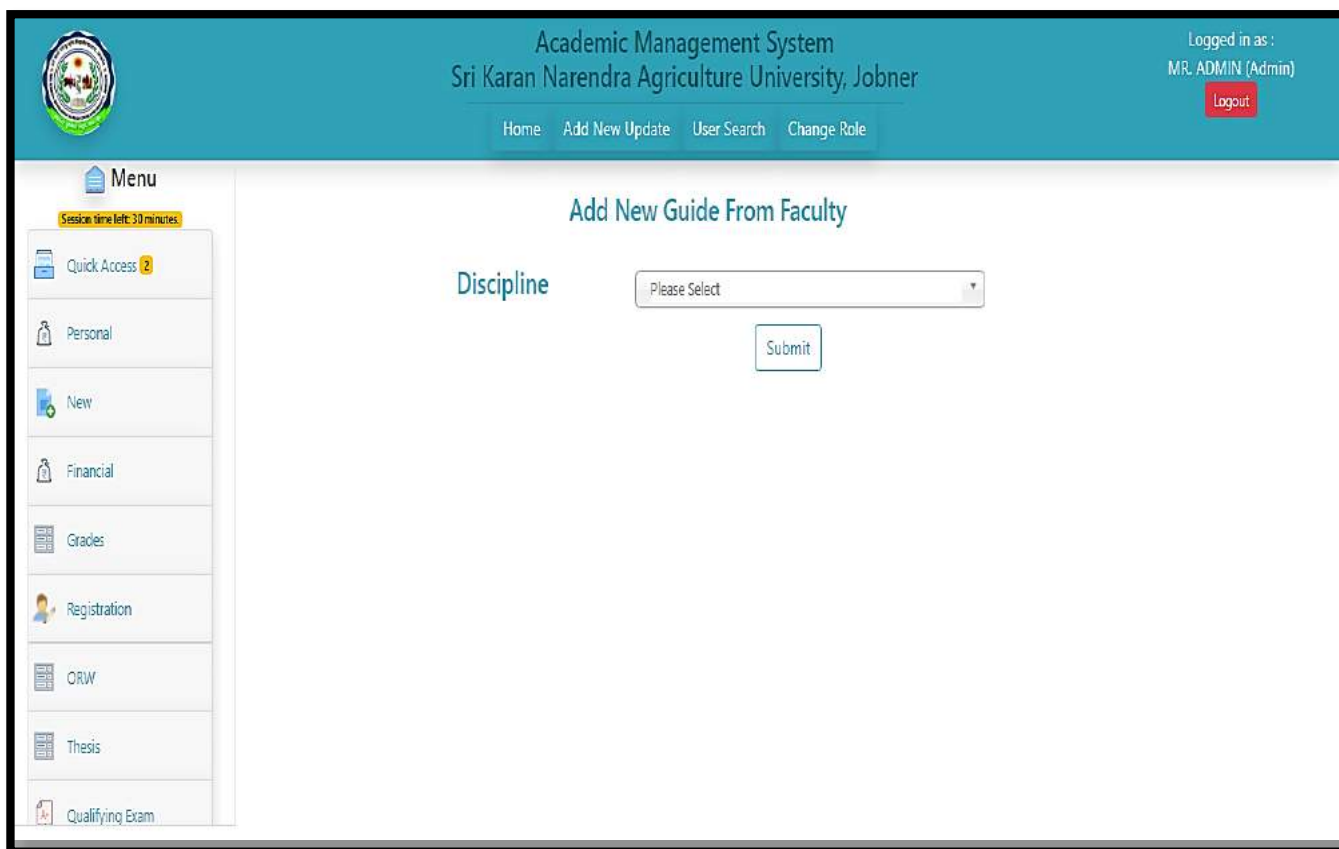 Academic Management System
Sri Karan Narendra Agriculture University, Jobner
Home Add New Update User Search Change Role
Logged in as :
MR. ADMIN (Admin)
Logout
Menu
Session time left: 30 minutes.
Quick Access 2
Personal
New
Financial
Grades
Registration
ORW
Thesis
Qualifying Exam
Add New Guide From Faculty
Discipline
Please Select
Submit